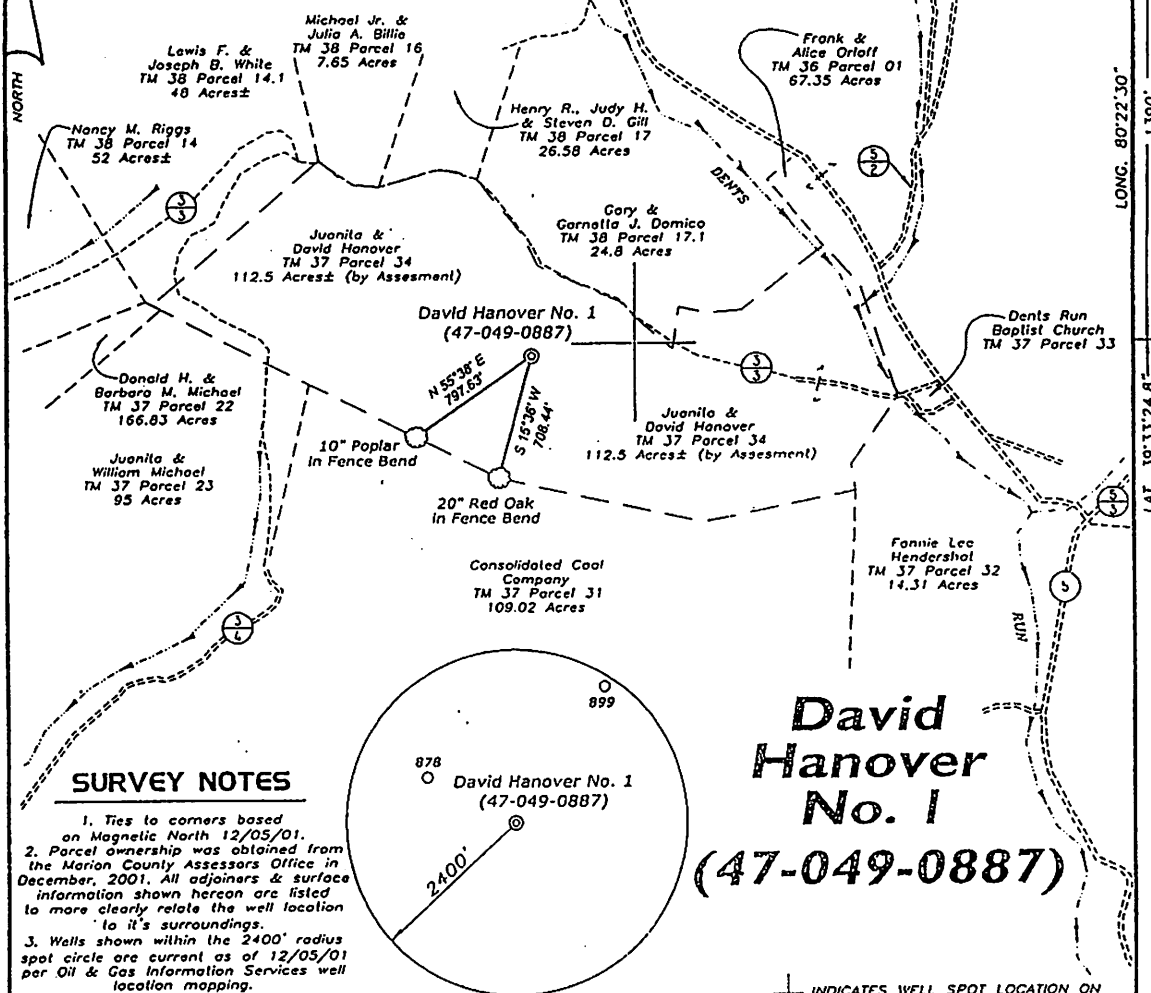 NORTH
Michael Jr. &
Julia A. Billie
TM 38 Parcel 16
7.65 Acres
Lewis F. &
Joseph B. White
TM 38 Parcel 14.1
48 Acres±
Nancy M. Riggs
TM 38 Parcel 14
52 Acres±
3
3
Henry R., Judy H.
& Steven D. Gill
TM 38 Parcel 17
26.58 Acres
Frank &
Alice Orloff
TM 36 Parcel 01
67.35 Acres
5
2
DENTS
LONG. 80°22'30"
1,700'
Juanita &
David Hanover
TM 37 Parcel 34
112.5 Acres± (by Assesment)
Gary &
Garnetta J. Domico
TM 38 Parcel 17.1
24.8 Acres
David Hanover No. 1
(47-049-0887)
N 55°38' E
797.63'
S 15°36' W
708.44'
3
3
Dents Run
Baptist Church
TM 37 Parcel 33
Donald H. &
Barbara M. Michael
TM 37 Parcel 22
166.83 Acres
10" Poplar
in Fence Bend
Juanita &
David Hanover
TM 37 Parcel 34
112.5 Acres± (by Assesment)
Juanita &
William Michael
TM 37 Parcel 23
95 Acres
20" Red Oak
in Fence Bend
5
3
Consolidated Coal
Company
TM 37 Parcel 31
109.02 Acres
Fannie Lee
Hendershot
TM 37 Parcel 32
14.31 Acres
5
RUN
3
4
899
878
David Hanover No. 1
(47-049-0887)
2400'
David
Hanover
No. 1
(47-049-0887)
SURVEY NOTES
1. Ties to corners based
on Magnetic North 12/05/01.
2. Parcel ownership was obtained from
the Marion County Assessors Office in
December, 2001. All adjoiners & surface
information shown hereon are listed
to more clearly relate the well location
to it's surroundings.
3. Wells shown within the 2400' radius
spot circle are current as of 12/05/01
per Oil & Gas Information Services well
location mapping.
INDICATES WELL SPOT LOCATION ON